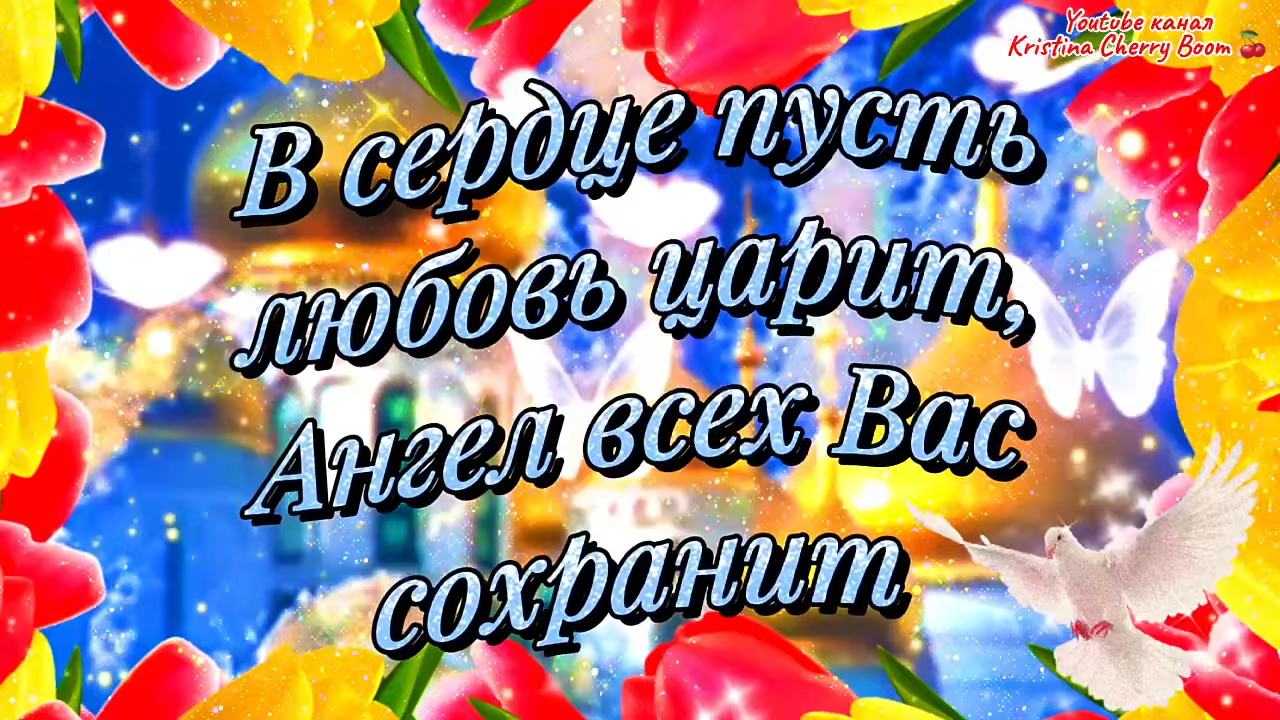 Youtube канал
Kristina Cherry Boom
В сердце пусть
любовь царит,
Ангел всех Вас
сохранит